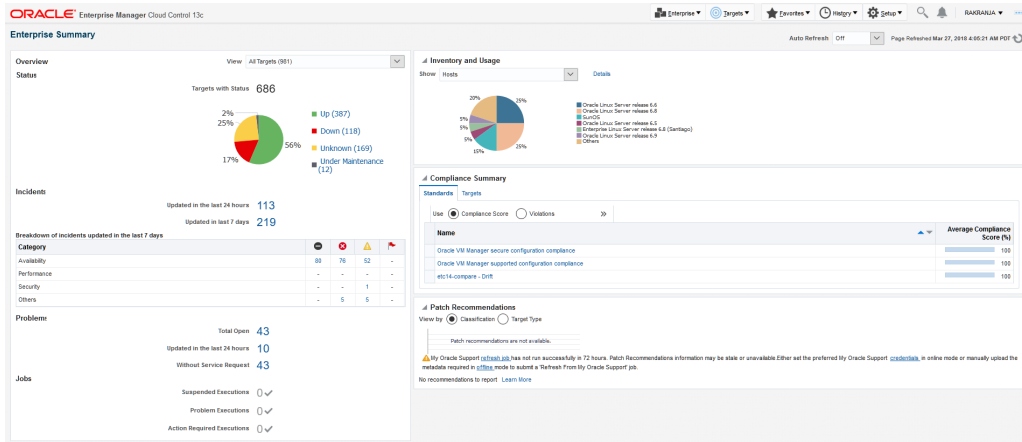 ORACLE Enterprise Manager Cloud Control 13c
Enterprise Targets Favorites History Setup RAKRANJA
Enterprise Summary
Auto Refresh Off Page Refreshed Mar 27, 2018 4:05:21 AM PDT
Overview
View All Targets (981)
Status
Targets with Status 686
2%
25%
17%
56%
Up (387)
Down (118)
Unknown (169)
Under Maintenance
(12)
Incidents
Updated in the last 24 hours 113
Updated in last 7 days 219
Breakdown of incidents updated in the last 7 days
Category
Availability 88 76 52 -
Performance - - - -
Security - - 1 -
Others - 5 5 -
Problems
Total Open 43
Updated in the last 24 hours 10
Without Service Request 43
Jobs
Suspended Executions 0
Problem Executions 0
Action Required Executions 0
Inventory and Usage
Show Hosts Details
20%
25%
5%
5%
5%
15%
25%
Oracle Linux Server release 6.6
Oracle Linux Server release 6.8
SunOS
Oracle Linux Server release 6.5
Enterprise Linux Server release 6.8 (Santiago)
Oracle Linux Server release 6.9
Others
Compliance Summary
Standards Targets
Use Compliance Score Violations »
Name Average Compliance
Score (%)
Oracle VM Manager secure configuration compliance 100
Oracle VM Manager supported configuration compliance 100
etc14-compare - Drift 100
Patch Recommendations
View by Classification Target Type
Patch recommendations are not available.
My Oracle Support refresh job has not run successfully in 72 hours. Patch Recommendations information may be stale or unavailable.Either set the preferred My Oracle Support credentials in online mode or manually upload the
metadata required in offline mode to submit a 'Refresh From My Oracle Support' job.
No recommendations to report Learn More